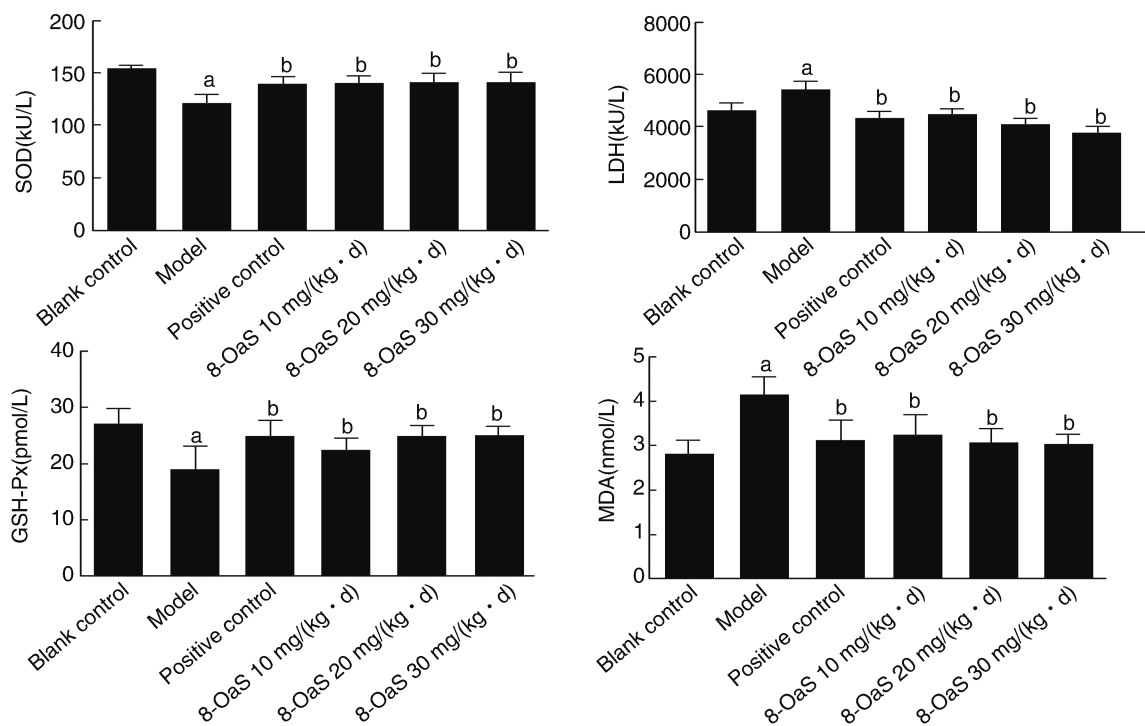 SOD(kU/L)
200
150
100
50
0
a
b
b
b
b
Blank control
Model
Positive control
8-OaS 10 mg/(kg・d)
8-OaS 20 mg/(kg・d)
8-OaS 30 mg/(kg・d)
LDH(kU/L)
8000
6000
4000
2000
0
a
b
b
b
b
Blank control
Model
Positive control
8-OaS 10 mg/(kg・d)
8-OaS 20 mg/(kg・d)
8-OaS 30 mg/(kg・d)
GSH-Px(pmol/L)
40
30
20
10
0
a
b
b
b
b
Blank control
Model
Positive control
8-OaS 10 mg/(kg・d)
8-OaS 20 mg/(kg・d)
8-OaS 30 mg/(kg・d)
MDA(nmol/L)
5
4
3
2
1
0
a
b
b
b
b
Blank control
Model
Positive control
8-OaS 10 mg/(kg・d)
8-OaS 20 mg/(kg・d)
8-OaS 30 mg/(kg・d)